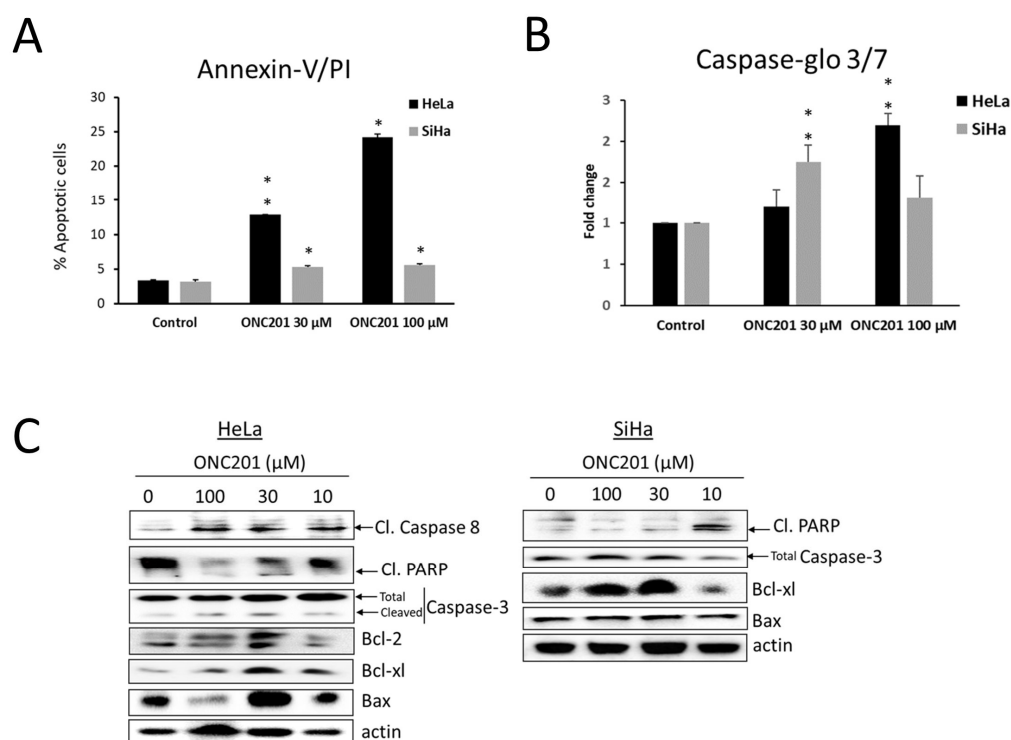 A
Annexin-V/PI
30
25
20
15
10
5
0
% Apoptotic cells
HeLa
SiHa
*
*
*
*
*
Control
ONC201 30 µM
ONC201 100 µM
B
Caspase-glo 3/7
3
2
2
1
1
0
Fold change
HeLa
SiHa
*
*
*
*
Control
ONC201 30 µM
ONC201 100 µM
C
HeLa
ONC201 (µM)
0 100 30 10
Cl. Caspase 8
Cl. PARP
Total
Cleaved
Caspase-3
Bcl-2
Bcl-xl
Bax
actin
SiHa
ONC201 (µM)
0 100 30 10
Cl. PARP
Total Caspase-3
Bcl-xl
Bax
actin